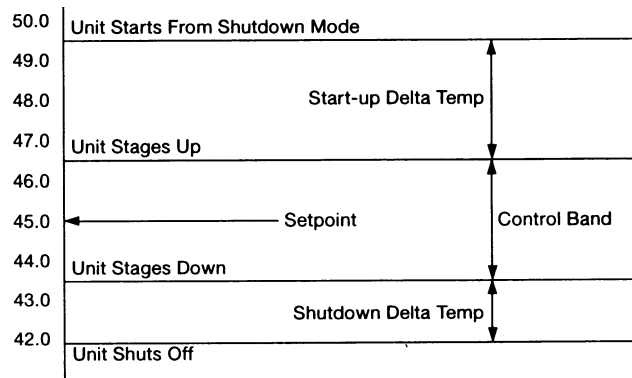 50.0
Unit Starts From Shutdown Mode
49.0
Start-up Delta Temp
48.0
47.0
Unit Stages Up
46.0
45.0
Setpoint
Control Band
44.0
Unit Stages Down
43.0
Shutdown Delta Temp
42.0
Unit Shuts Off